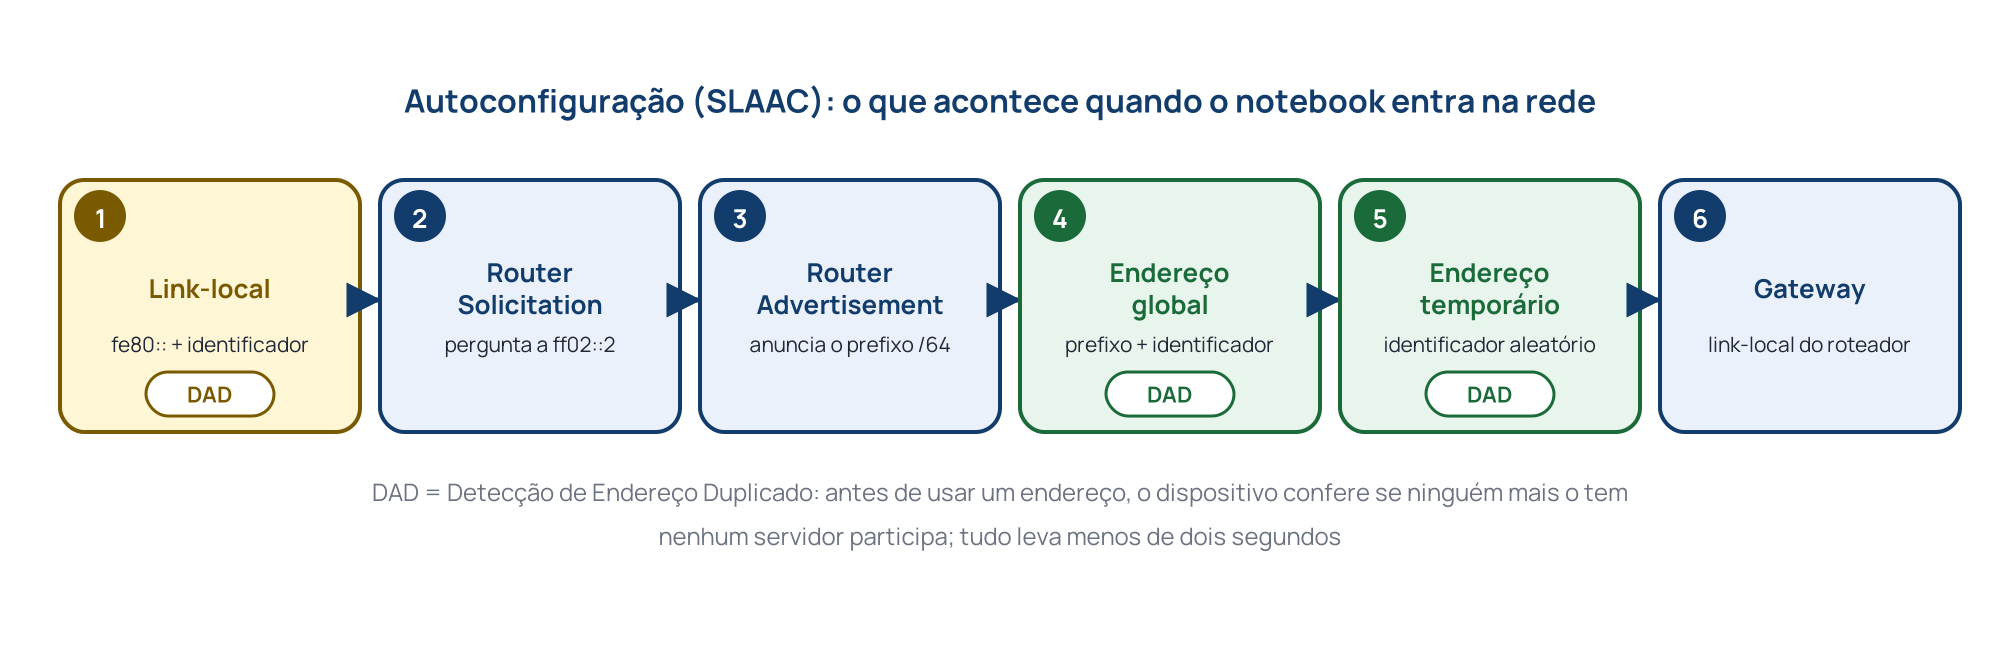 Autoconfiguração (SLAAC): o que acontece quando o notebook entra na rede
1
Link-local
fe80:: + identificador
DAD
2
Router
Solicitation
pergunta a ff02::2
3
Router
Advertisement
anuncia o prefixo /64
4
Endereço
global
prefixo + identificador
DAD
5
Endereço
temporário
identificador aleatório
DAD
6
Gateway
link-local do roteador
DAD = Detecção de Endereço Duplicado: antes de usar um endereço, o dispositivo confere se ninguém mais o tem
nenhum servidor participa; tudo leva menos de dois segundos